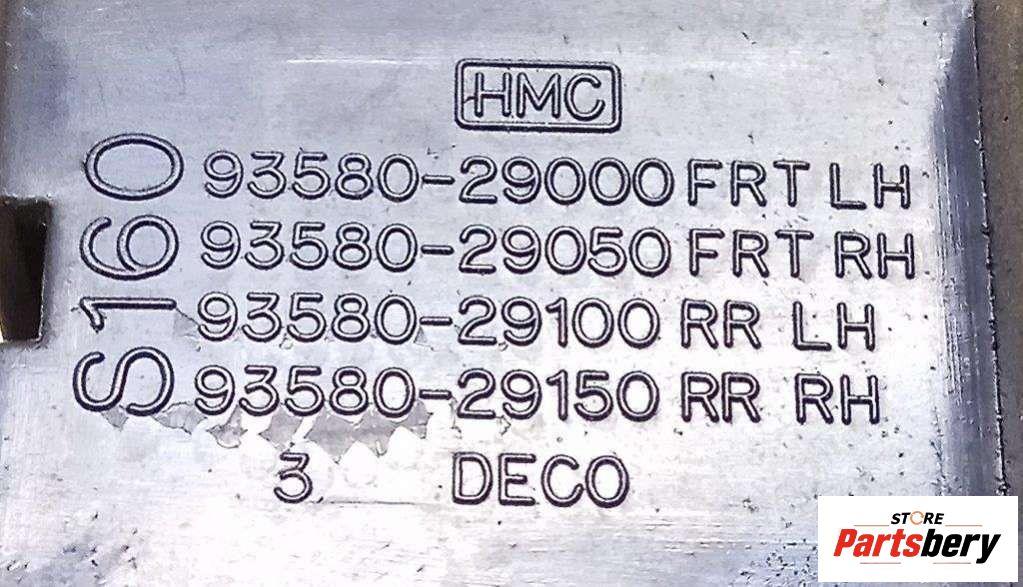 HMC
S160
93580-29000 FRT LH
93580-29050 FRT RH
93580-29100 RR LH
93580-29150 RR RH
3 DECO
STORE
Partsbery